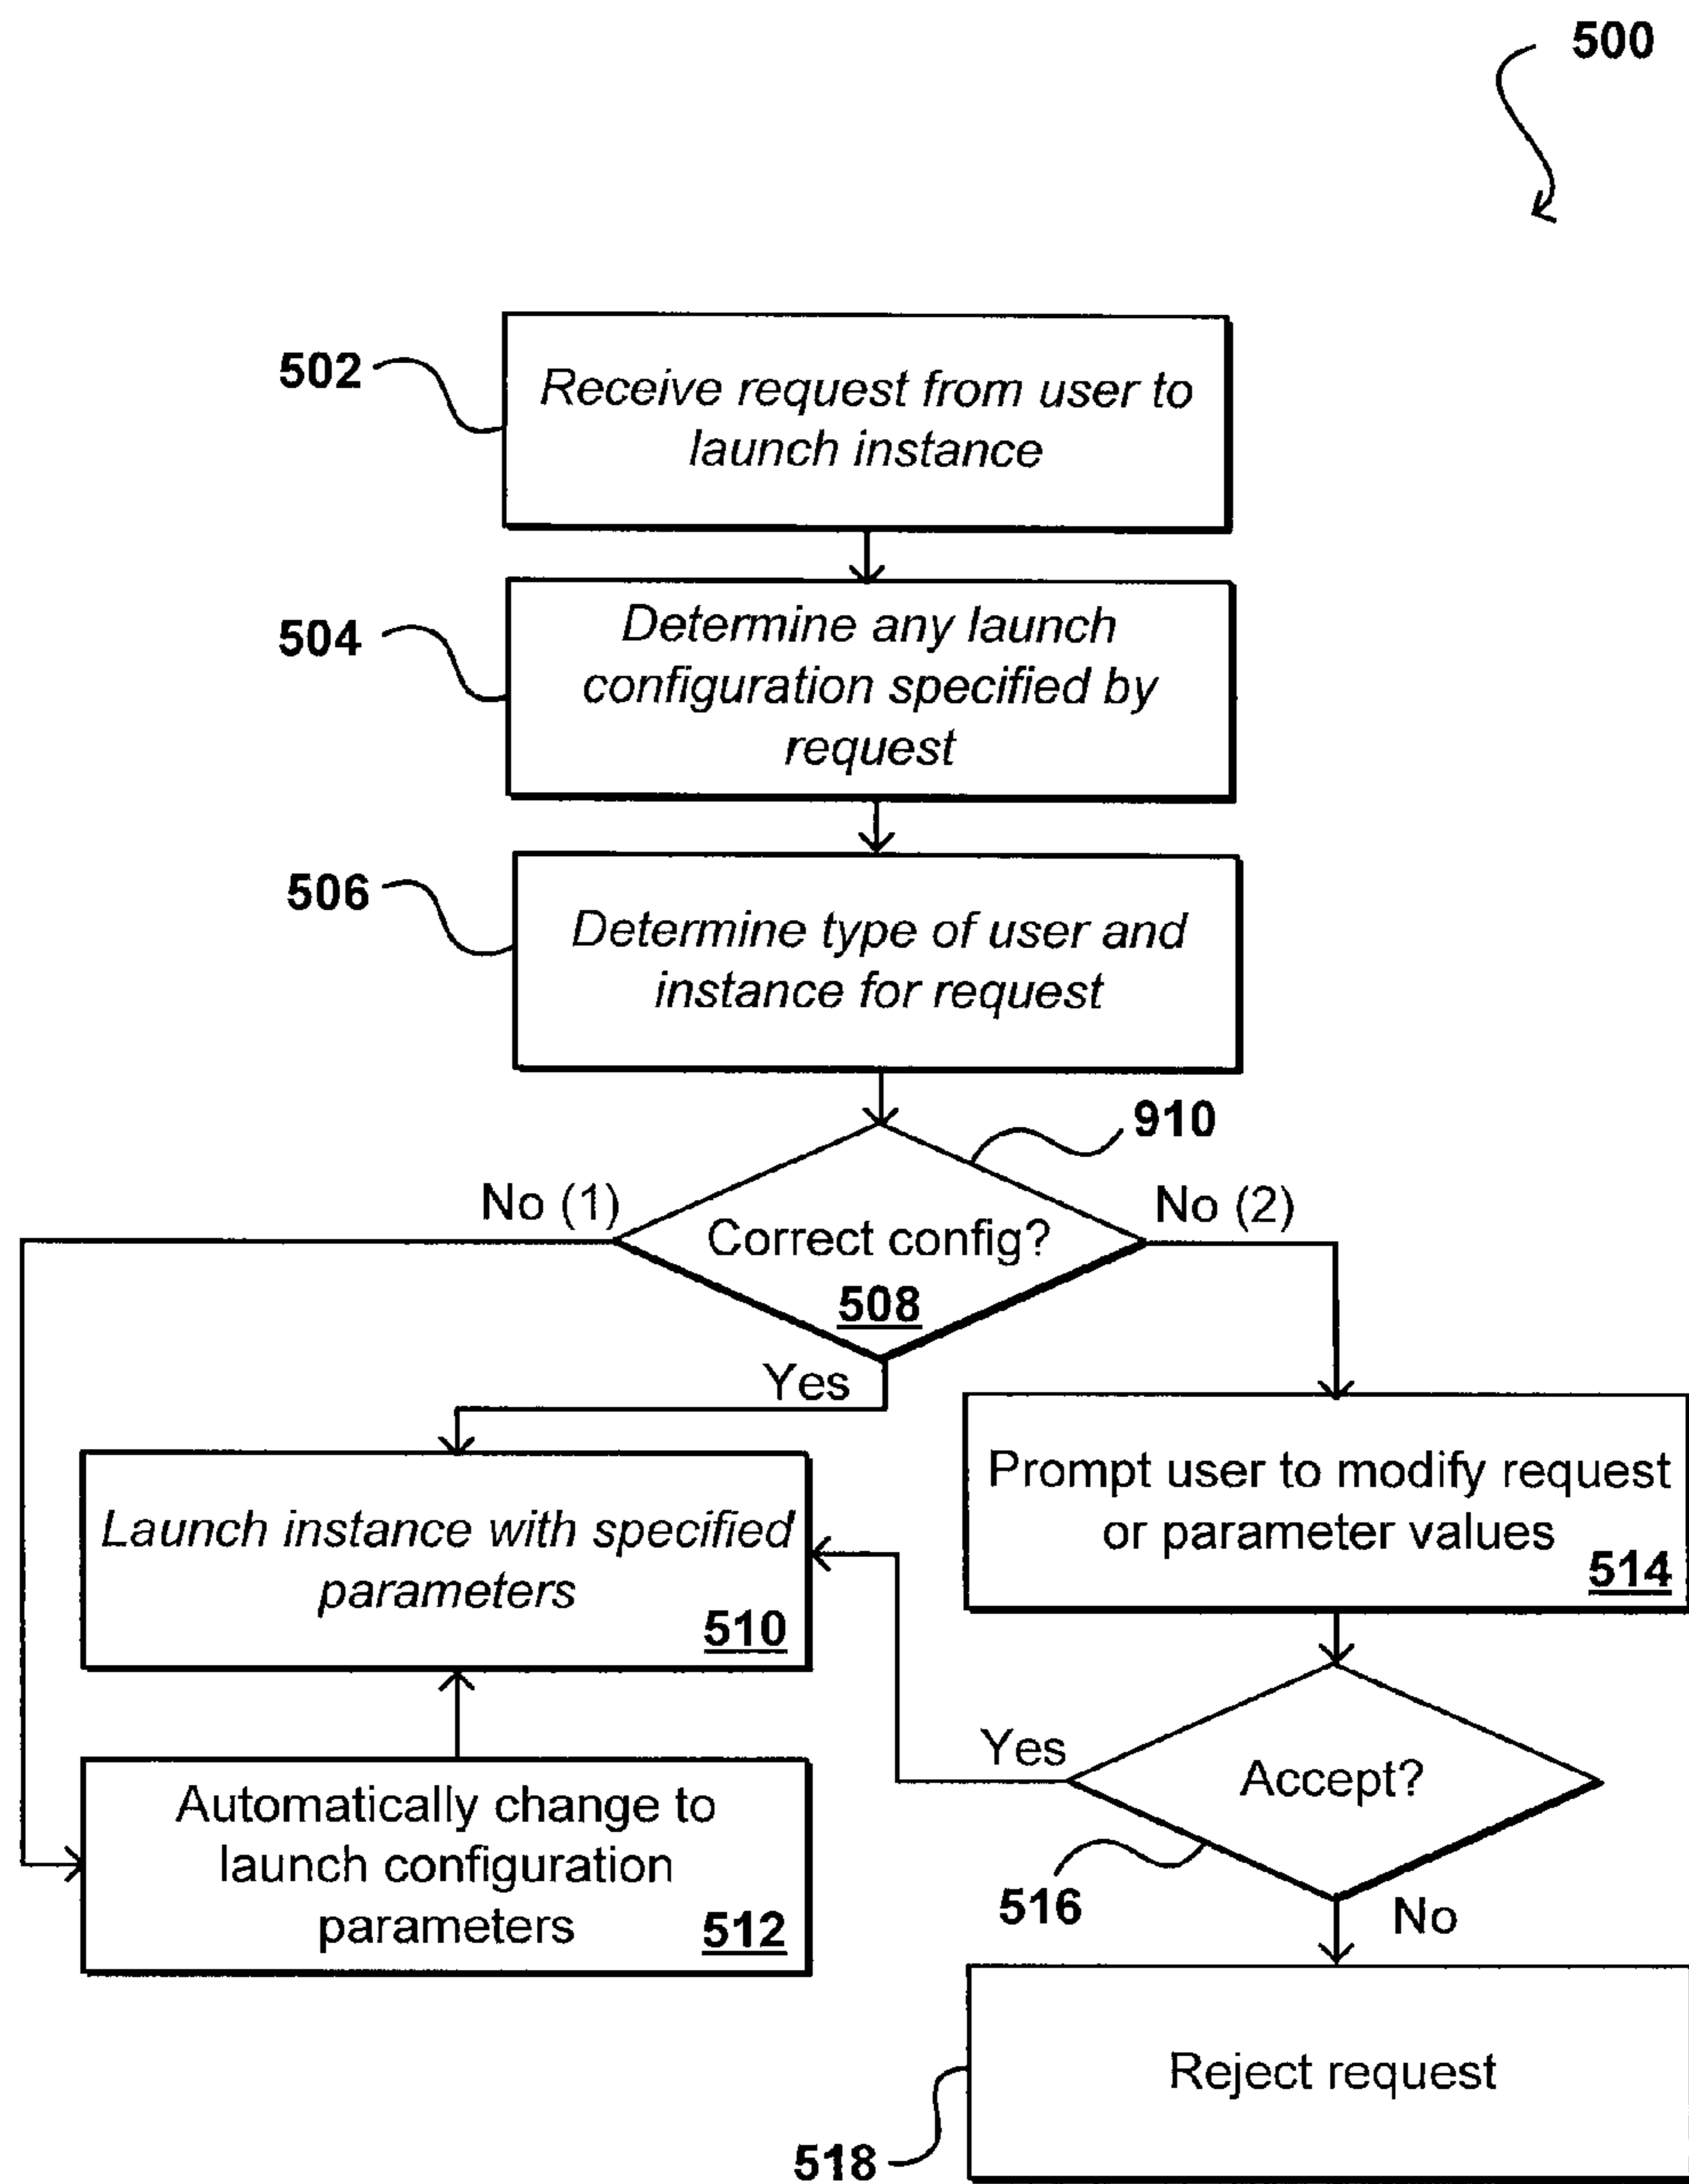 500
502
Receive request from user to
launch instance
504
Determine any launch
configuration specified by
request
506
Determine type of user and
instance for request
910
No (1)
No (2)
Correct config?
508
Yes
Prompt user to modify request
or parameter values
514
Launch instance with specified
parameters
510
Yes
Accept?
516
No
Automatically change to
launch configuration
parameters
512
Reject request
518